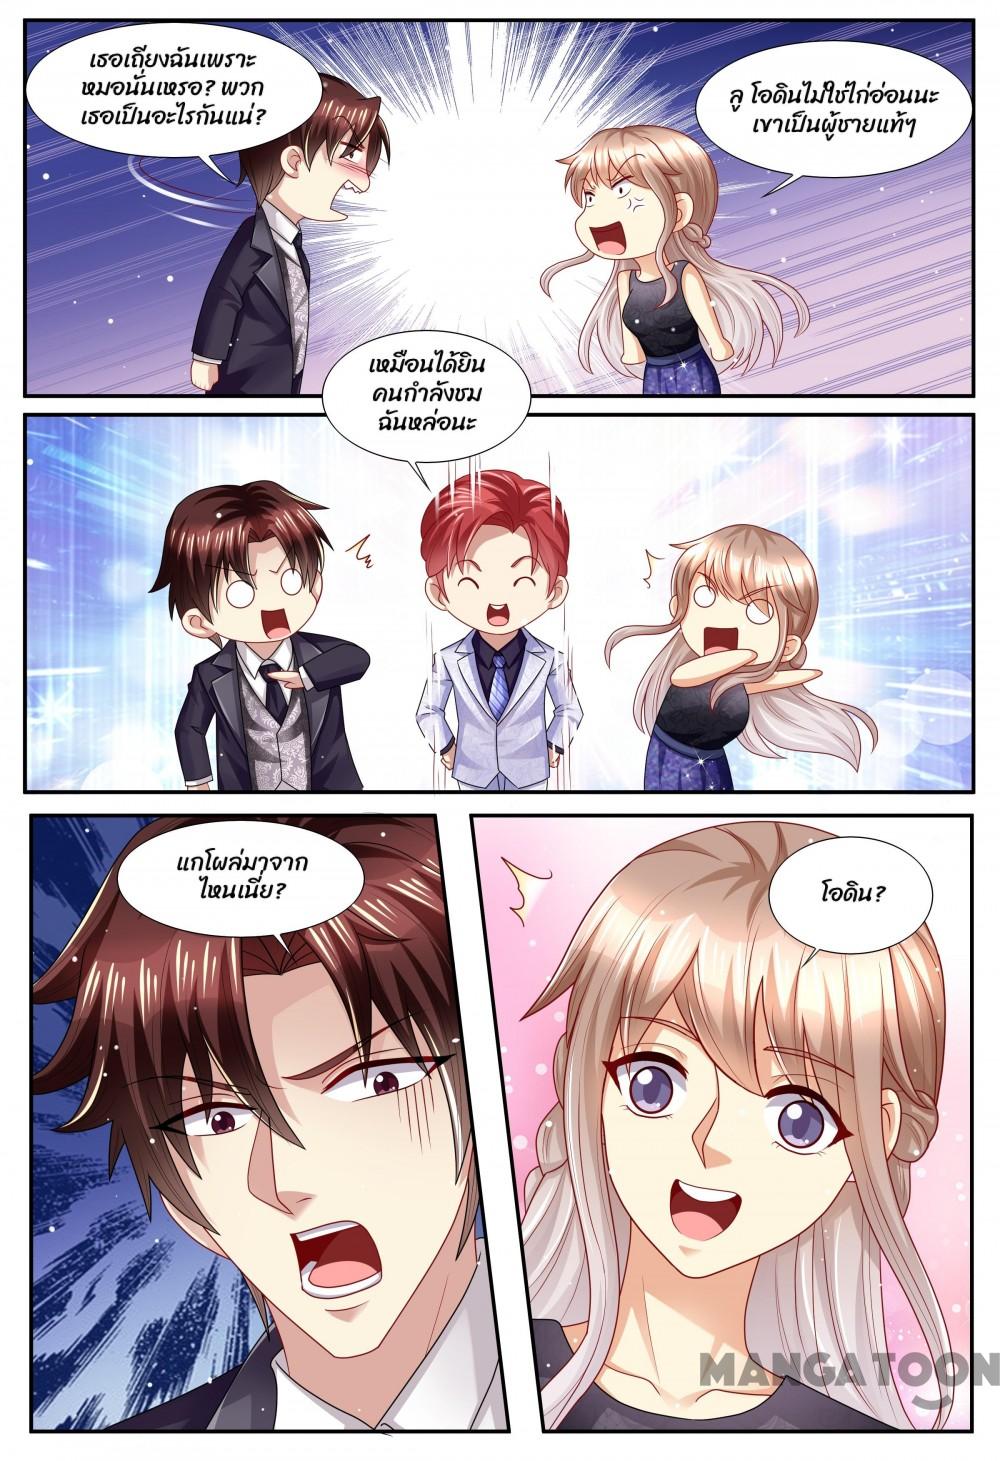 เธอเถียงฉันเพราะ
หมอนั่นเหรอ? พวก
เธอเป็นอะไรกันแน่?
ลู โอดินไม่ใช่ไก่อ่อนนะ
เขาเป็นผู้ชายแท้ๆ
เหมือนได้ยิน
คนกำลังชม
ฉันหล่อนะ
แกโผล่มาจาก
ไหนเนี่ย?
โอดิน?
MANGATOON